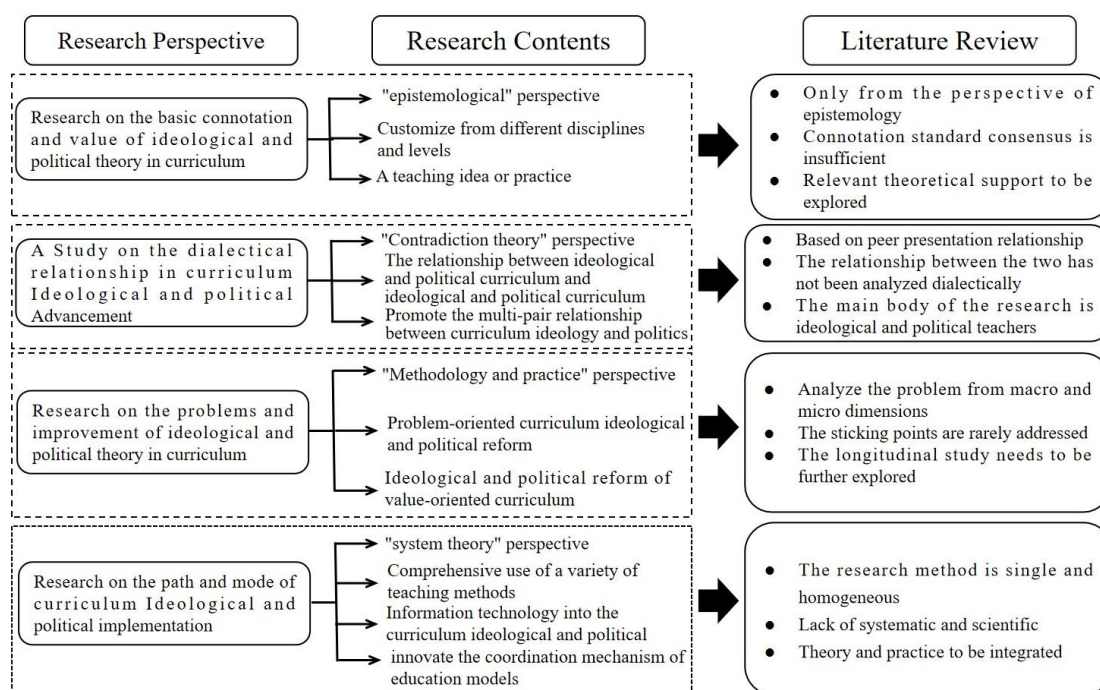 Research Perspective
Research Contents
Literature Review
Research on the basic connotation
and value of ideological and
political theory in curriculum
"epistemological" perspective
Customize from different disciplines
and levels
A teaching idea or practice
● Only from the perspective of
epistemology
● Connotation standard consensus is
insufficient
● Relevant theoretical support to be
explored
A Study on the dialectical
relationship in curriculum
Ideological and political
Advancement
"Contradiction theory" perspective
The relationship between ideological
and political curriculum and
ideological and political curriculum
Promote the multi-pair relationship
between curriculum ideology and politics
● Based on peer presentation relationship
● The relationship between the two has
not been analyzed dialectically
● The main body of the research is
ideological and political teachers
Research on the problems and
improvement of ideological and
political theory in curriculum
"Methodology and practice" perspective
Problem-oriented curriculum ideological
and political reform
Ideological and political reform of
value-oriented curriculum
● Analyze the problem from macro and
micro dimensions
● The sticking points are rarely addressed
● The longitudinal study needs to be
further explored
Research on the path and mode of
curriculum Ideological and
political implementation
"system theory" perspective
Comprehensive use of a variety of
teaching methods
Information technology into the
curriculum ideological and political
innovate the coordination mechanism of
education models
● The research method is single and
homogeneous
● Lack of systematic and scientific
● Theory and practice to be integrated